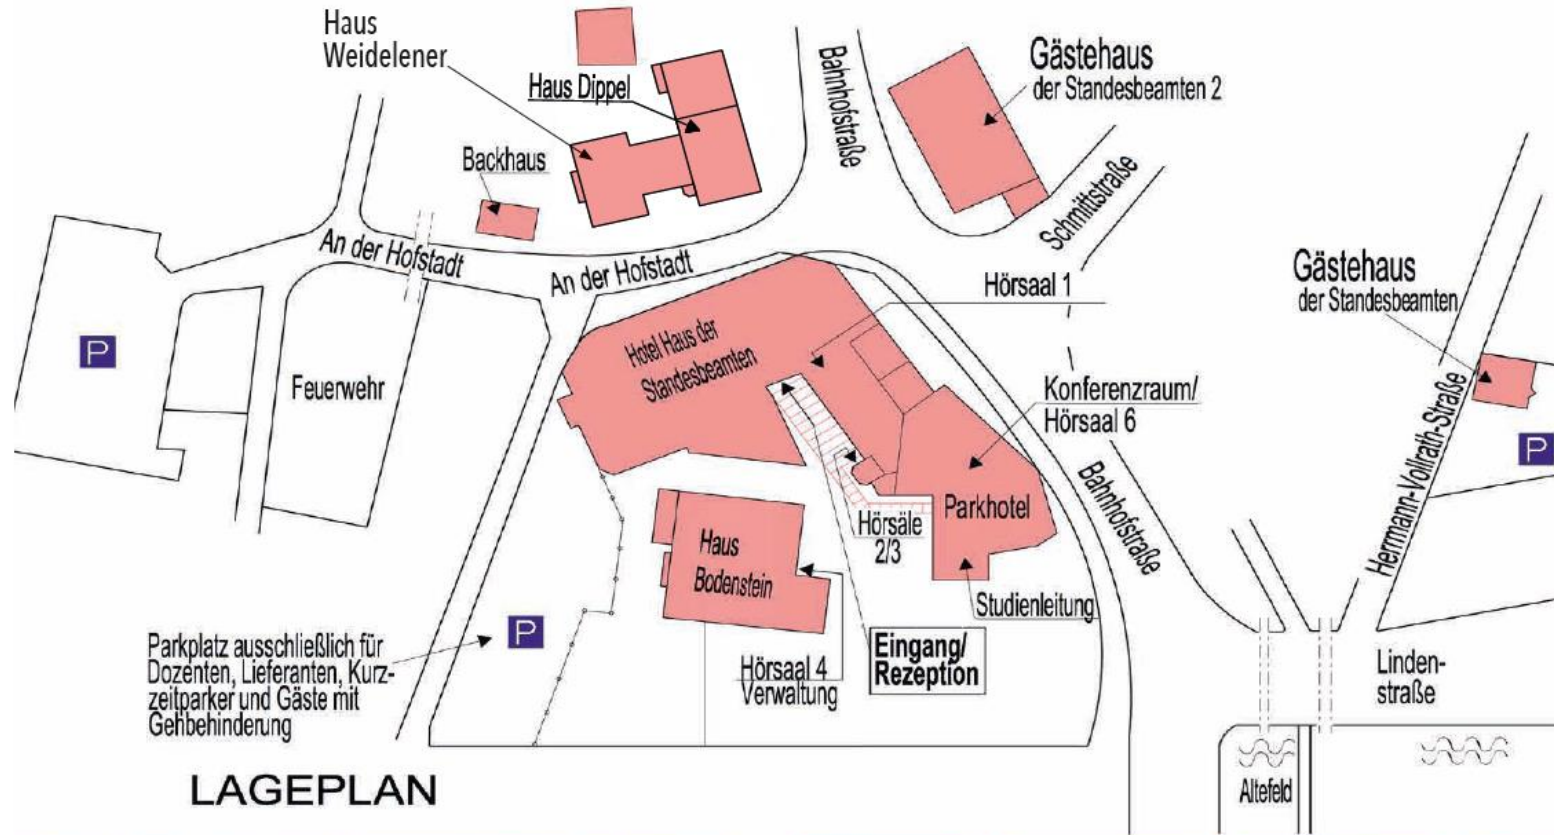 Haus
Weidelener
Haus Dippel
Backhaus
Bahnhofstraße
Gästehaus
der Standesbeamten 2
Schmittstraße
An der Hofstadt
An der Hofstadt
Hörsaal 1
Gästehaus
der Standesbeamten
P
Feuerwehr
Hotel Haus der
Standesbeamten
Konferenzraum/
Hörsaal 6
Herrmann-Vollrath-Straße
P
Bahnhofstraße
Parkhotel
Hörsäle
2/3
Haus
Bodenstein
Studienleitung
P
Parkplatz ausschließlich für
Dozenten, Lieferanten, Kurz-
zeitparker und Gäste mit
Gehbehinderung
Hörsaal 4
Verwaltung
Eingang/
Rezeption
Linden-
straße
LAGEPLAN
Altefeld